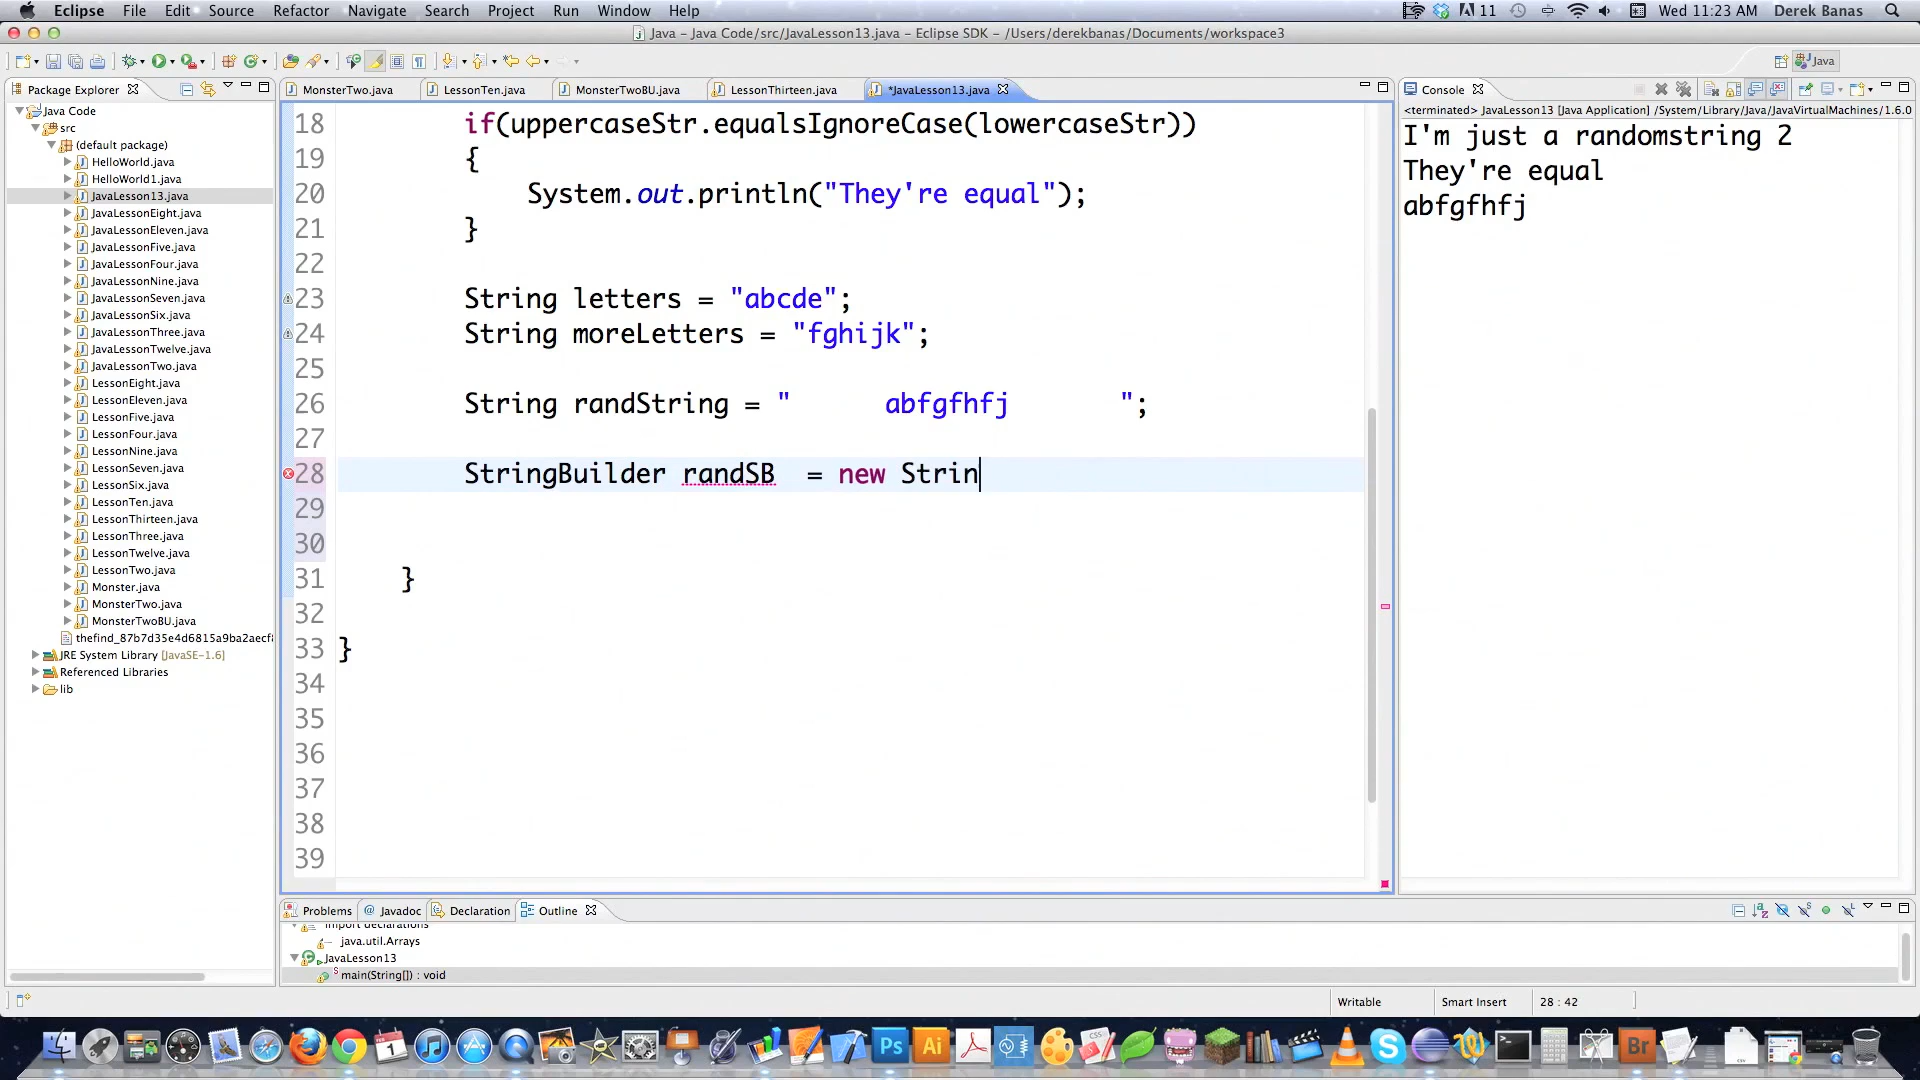 Eclipse File Edit Source Refactor Navigate Search Project Run Window Help 11 Wed 11:23 AM Derek Banas
Java – Java Code/src/JavaLesson13.java – Eclipse SDK – /Users/derekbanas/Documents/workspace3
Java
Package Explorer
Java Code
src
(default package)
HelloWorld.java
HelloWorld1.java
JavaLesson13.java
JavaLessonEight.java
JavaLessonEleven.java
JavaLessonFive.java
JavaLessonFour.java
JavaLessonNine.java
JavaLessonSeven.java
JavaLessonSix.java
JavaLessonThree.java
JavaLessonTwelve.java
JavaLessonTwo.java
LessonEight.java
LessonEleven.java
LessonFive.java
LessonFour.java
LessonNine.java
LessonSeven.java
LessonSix.java
LessonTen.java
LessonThirteen.java
LessonThree.java
LessonTwelve.java
LessonTwo.java
Monster.java
MonsterTwo.java
MonsterTwoBU.java
thefind_87b7d35e4d6815a9ba2aecf8
JRE System Library [JavaSE-1.6]
Referenced Libraries
lib
MonsterTwo.java LessonTen.java MonsterTwoBU.java LessonThirteen.java *JavaLesson13.java
18 if(uppercaseStr.equalsIgnoreCase(lowercaseStr))
19 {
20 System.out.println("They're equal");
21 }
22
23 String letters = "abcde";
24 String moreLetters = "fghijk";
25
26 String randString = "      abfgfhfj       ";
27
28 StringBuilder randSB  = new Strin
29
30
31 }
32
33 }
34
35
36
37
38
39
Console
<terminated> JavaLesson13 [Java Application] /System/Library/Java/JavaVirtualMachines/1.6.0
I'm just a randomstring 2
They're equal
abfgfhfj
Problems Javadoc Declaration Outline
import declarations
java.util.Arrays
JavaLesson13
main(String[]) : void
Writable Smart Insert 28 : 42
Ps Ai Br